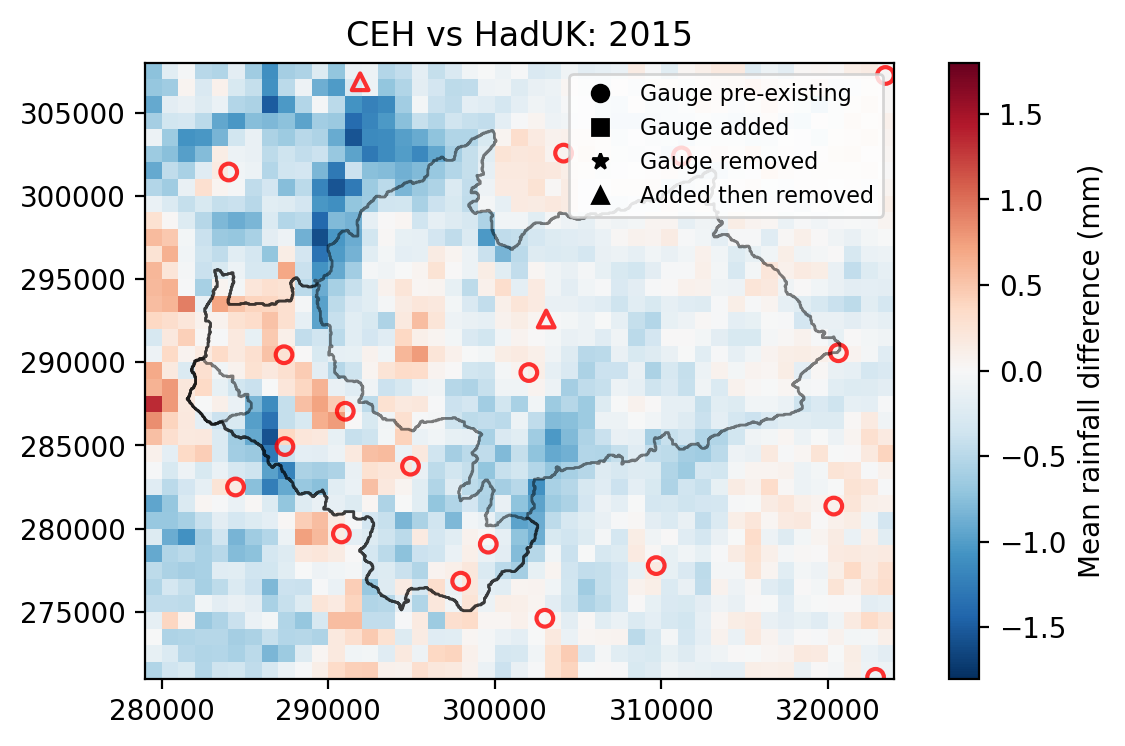 CEH vs HadUK: 2015
Gauge pre-existing
Gauge added
Gauge removed
Added then removed
305000
300000
295000
290000
285000
280000
275000
280000 290000 300000 310000 320000
1.5
1.0
0.5
0.0
−0.5
−1.0
−1.5
Mean rainfall difference (mm)